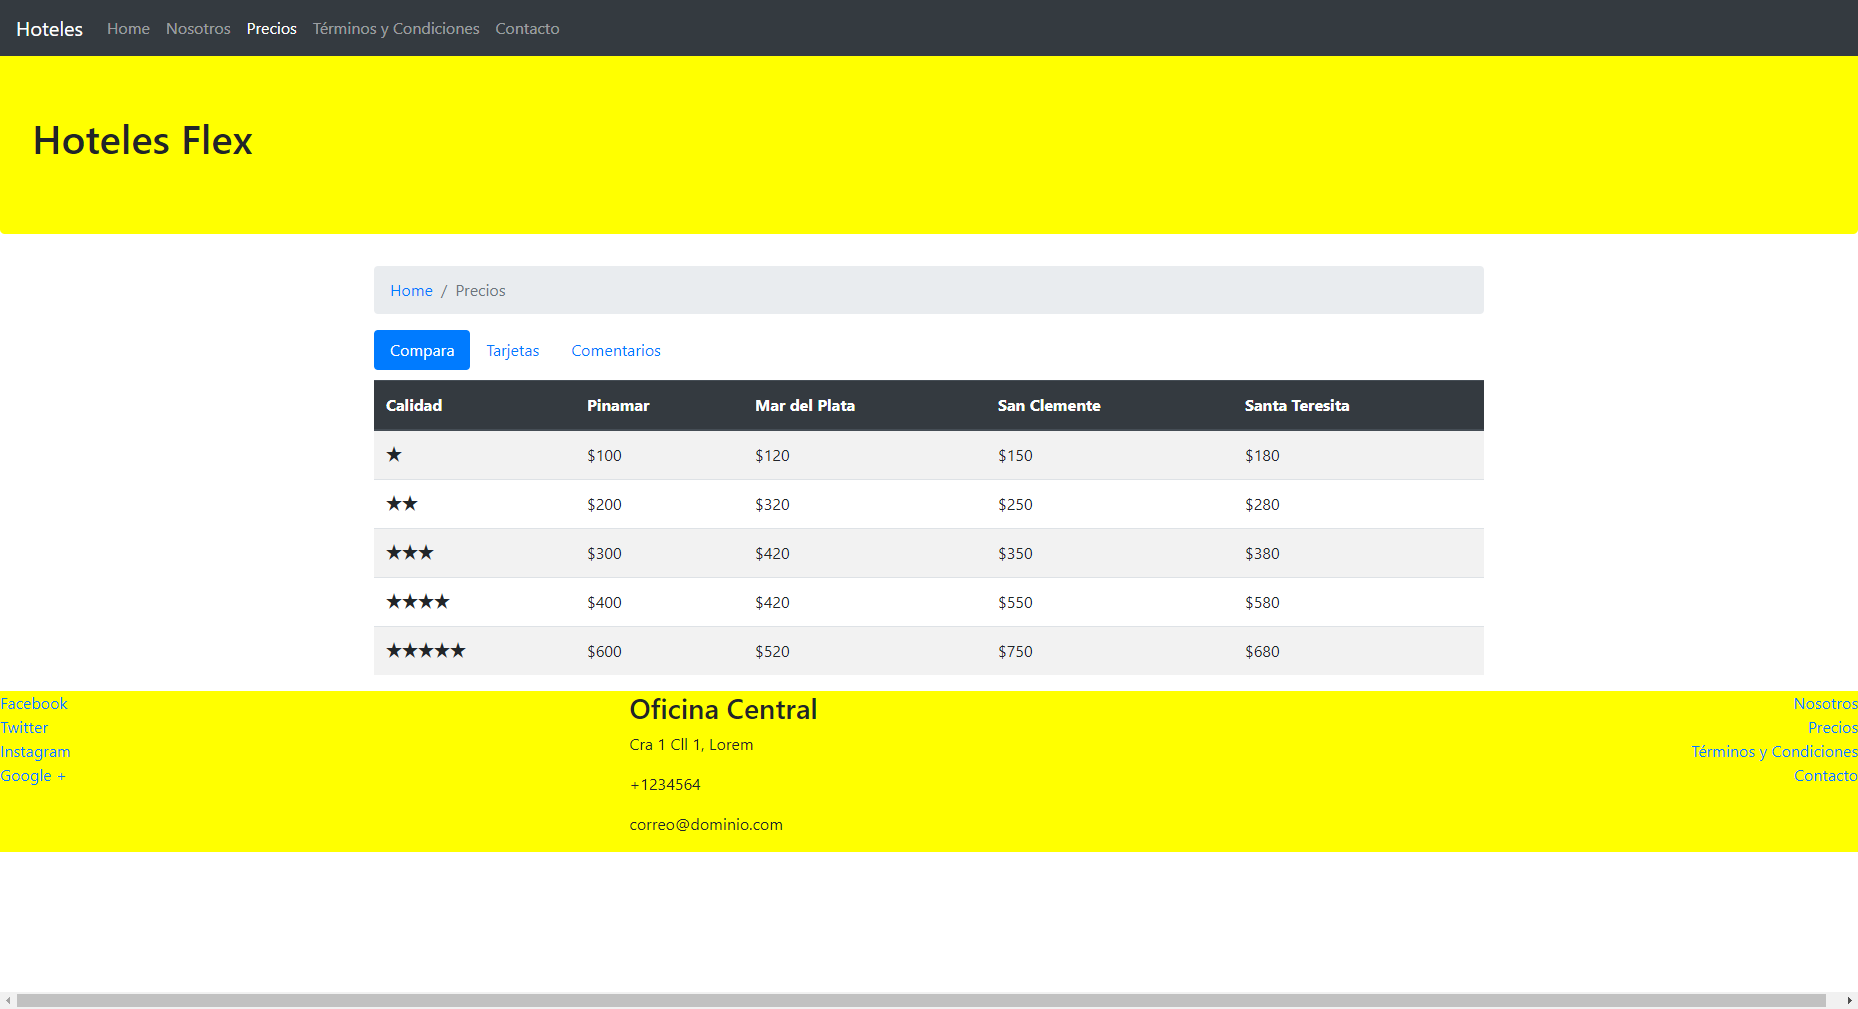 Hoteles Home Nosotros Precios Términos y Condiciones Contacto
Hoteles Flex
Home / Precios
Compara Tarjetas Comentarios
Calidad Pinamar Mar del Plata San Clemente Santa Teresita
★ $100 $120 $150 $180
★★ $200 $320 $250 $280
★★★ $300 $420 $350 $380
★★★★ $400 $420 $550 $580
★★★★★ $600 $520 $750 $680
Facebook
Twitter
Instagram
Google +
Oficina Central
Cra 1 Cll 1, Lorem
+1234564
correo@dominio.com
Nosotros
Precios
Términos y Condiciones
Contacto